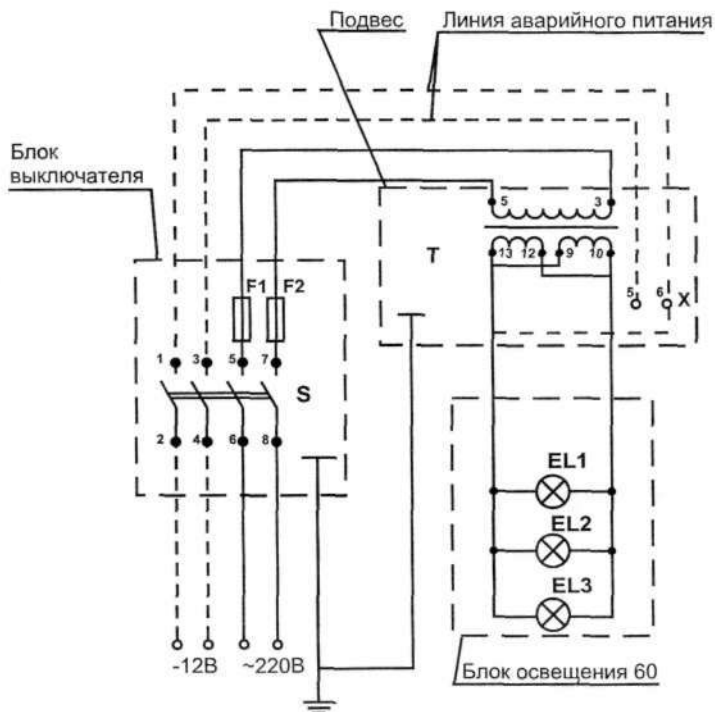 Подвес
Линия аварийного питания
Блок
выключателя
5 3
T
13 12 9 10
F1 F2
5 6 X
1 3 5 7
S
2 4 6 8
EL1
EL2
EL3
-12В ~220В
Блок освещения 60